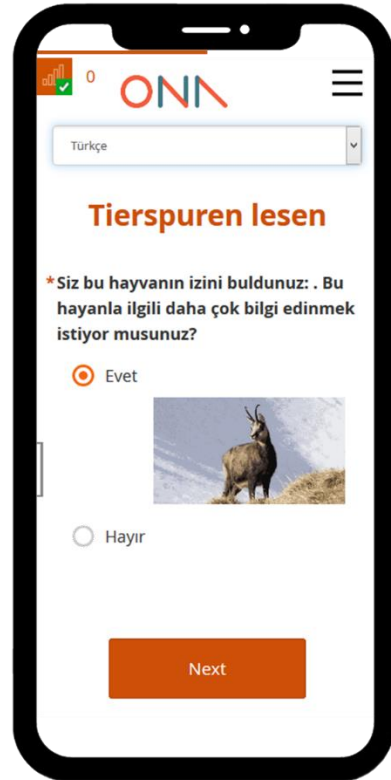 0
ONA
Türkçe
Tierspuren lesen
*Siz bu hayvanın izini buldunuz: . Bu
hayanla ilgili daha çok bilgi edinmek
istiyor musunuz?
Evet
Hayır
Next